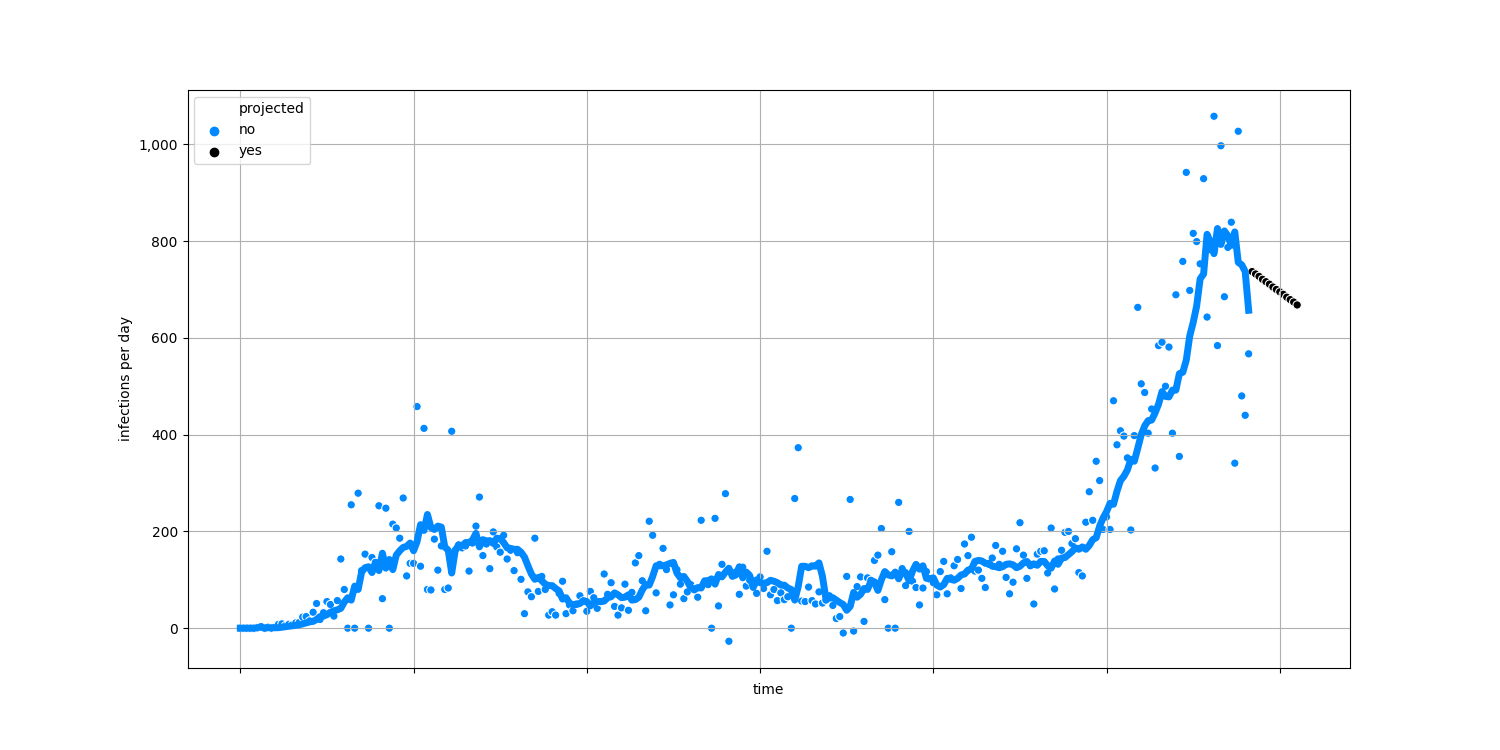 projected
no
yes
1,000
800
600
400
200
0
infections per day
time